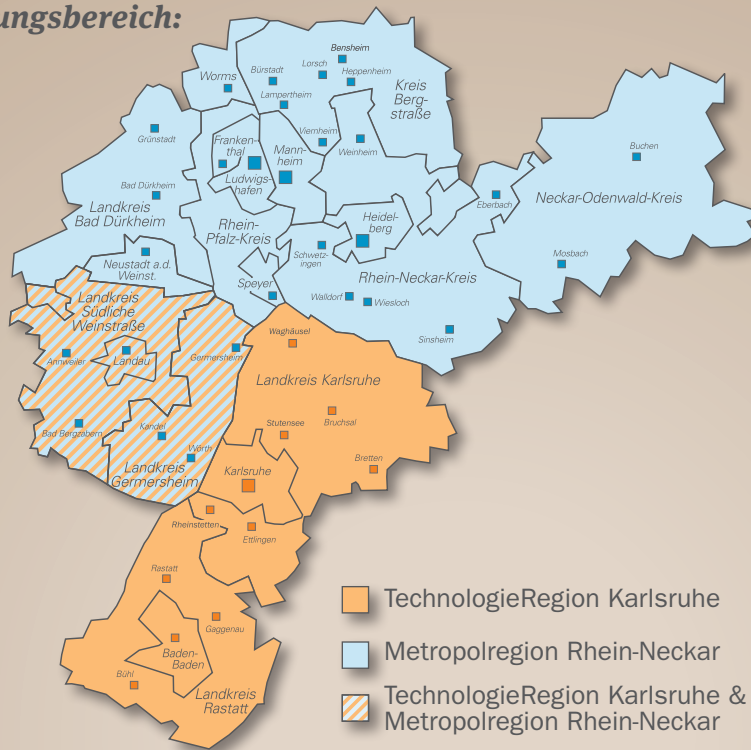 ungsbereich:
Bensheim
Worms
Bürstadt
Lorsch
Heppenheim
Lampertheim
Kreis
Berg-
straße
Grünstadt
Franken-
thal
Mann-
heim
Viernheim
Weinheim
Ludwigs-
hafen
Buchen
Bad Dürkheim
Landkreis
Bad Dürkheim
Eberbach
Neckar-Odenwald-Kreis
Rhein-
Pfalz-Kreis
Heidel-
berg
Schwetz-
ingen
Mosbach
Neustadt a.d.
Weinst.
Speyer
Rhein-Neckar-Kreis
Walldorf
Wiesloch
Sinsheim
Landkreis
Südliche
Weinstraße
Waghäusel
Annweiler
Landau
Germersheim
Landkreis Karlsruhe
Bad Bergzabern
Kandel
Stutensee
Bruchsal
Wörth
Landkreis
Germersheim
Karlsruhe
Bretten
Rheinstetten
Ettlingen
Rastatt
Gaggenau
Baden-
Baden
Bühl
Landkreis
Rastatt
TechnologieRegion Karlsruhe
Metropolregion Rhein-Neckar
TechnologieRegion Karlsruhe &
Metropolregion Rhein-Neckar